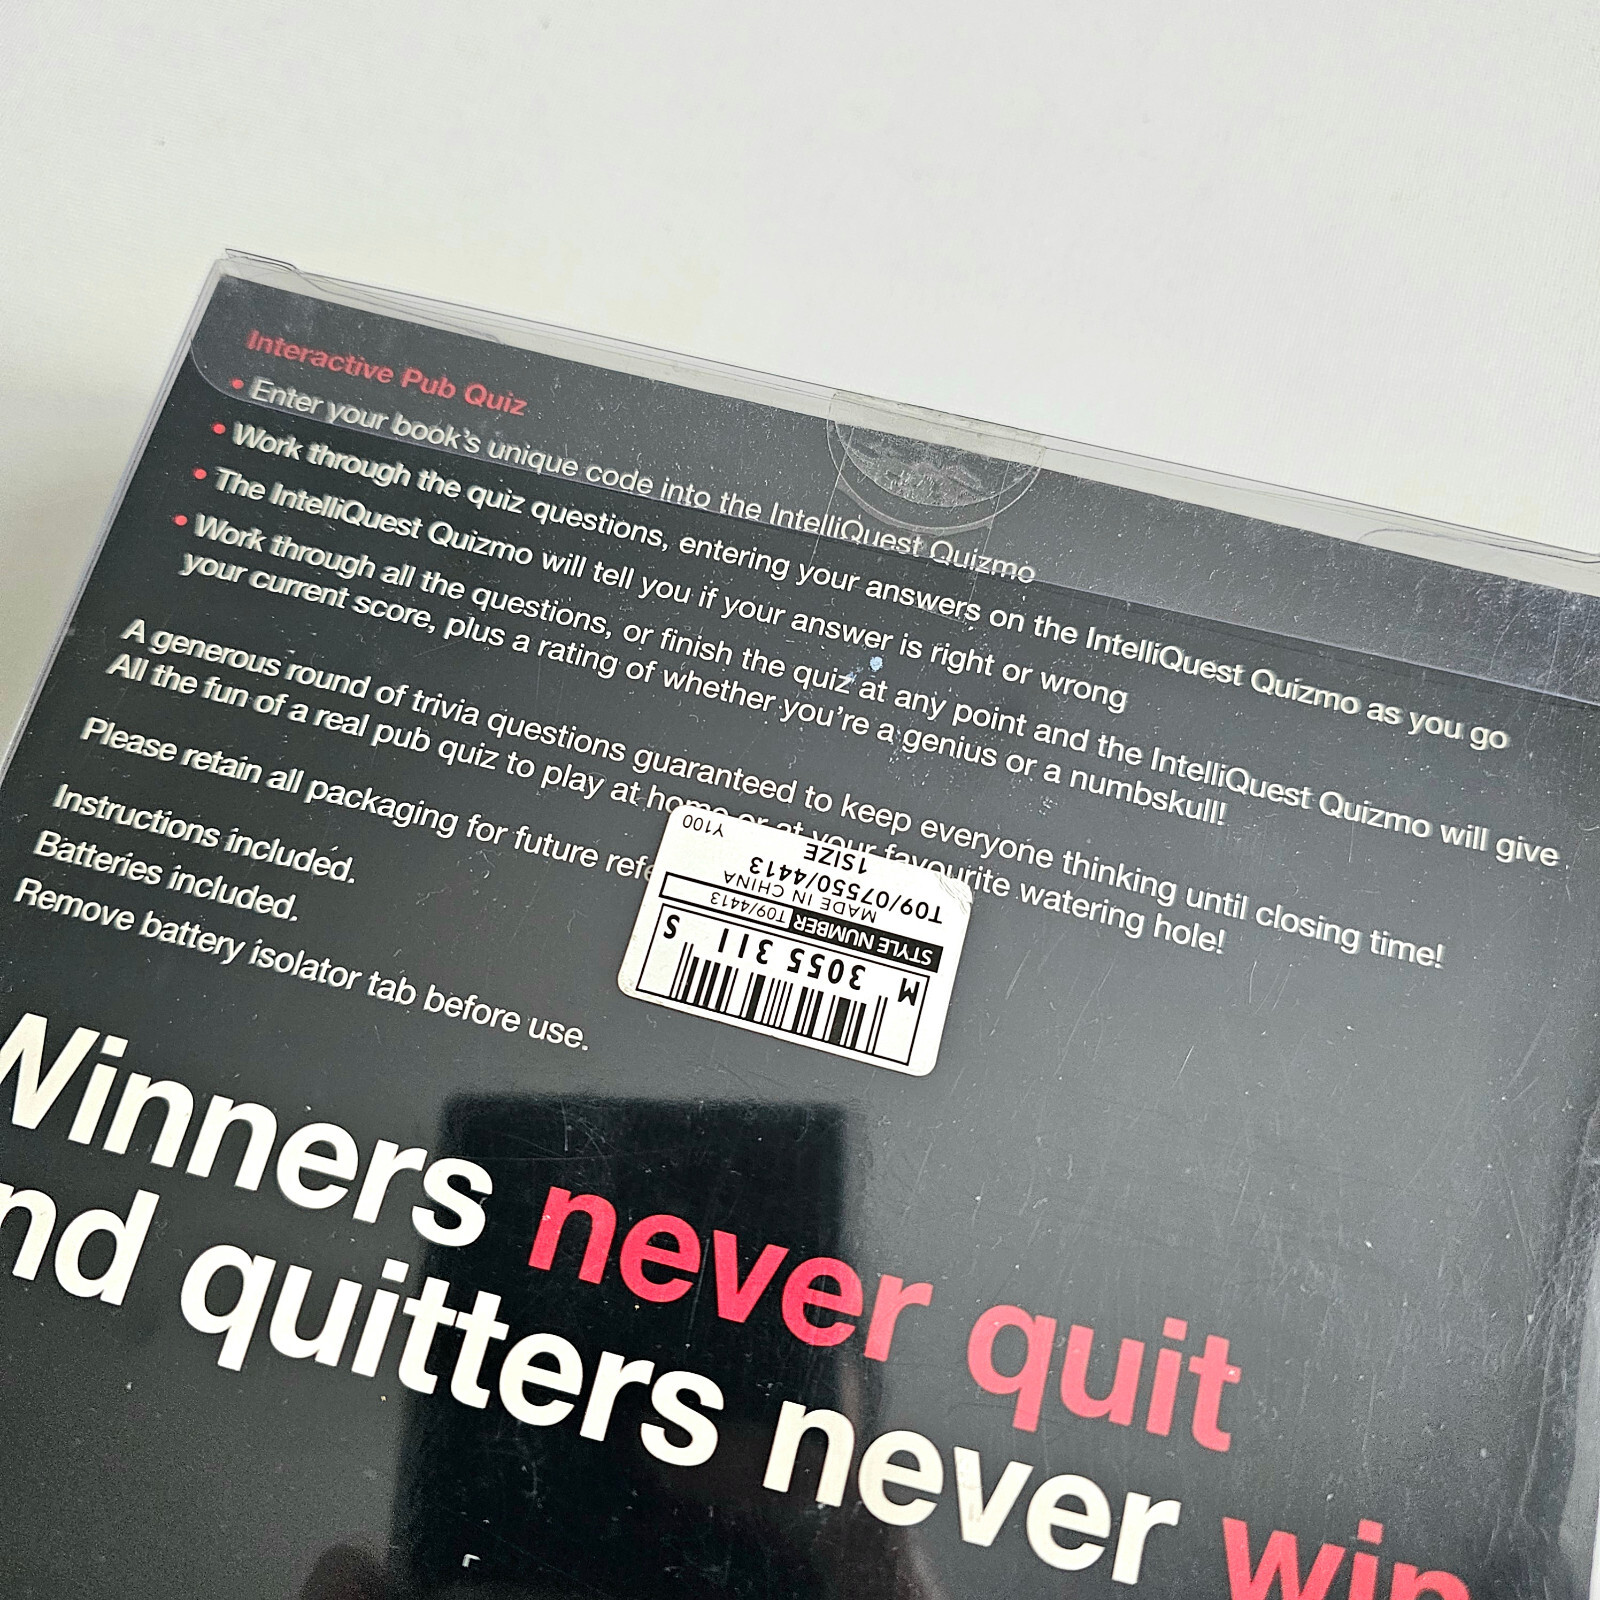 Interactive Pub Quiz
• Enter your book's unique code into the IntelliQuest Quizmo
• Work through the quiz questions, entering your answers on the IntelliQuest Quizmo as you go
• The IntelliQuest Quizmo will tell you if your answer is right or wrong
• Work through all the questions, or finish the quiz at any point and the IntelliQuest Quizmo will give
your current score, plus a rating of whether you're a genius or a numbskull!
A generous round of trivia questions guaranteed to keep everyone thinking until closing time!
All the fun of a real pub quiz to play at home or at your favourite watering hole!
Please retain all packaging for future refe
Instructions included.
Batteries included.
Remove battery isolator tab before use.
M 3055 311 S
STYLE NUMBER T09/4413
MADE IN CHINA
T09/07550/4413
1SIZE
Y100
Winners never quit
nd quitters never win